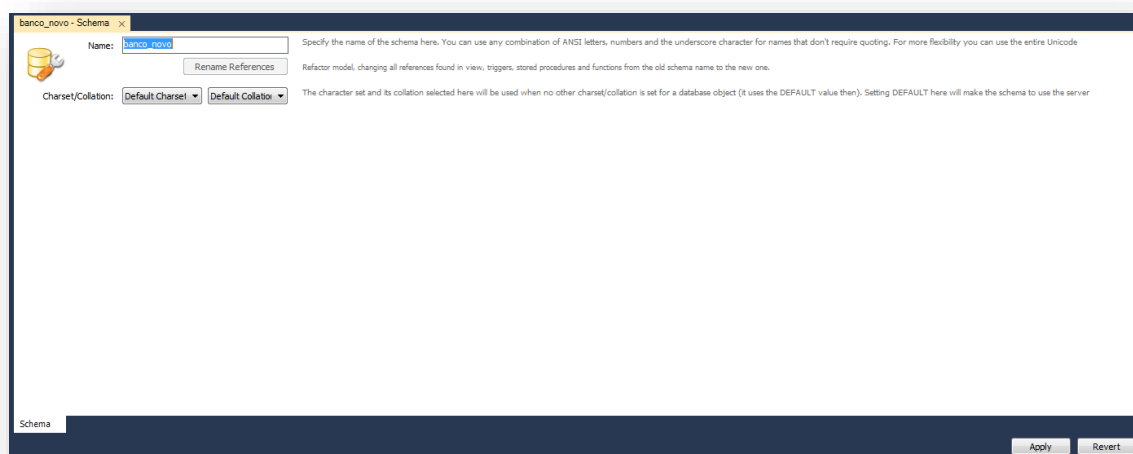 banco_novo - Schema ×
Name: banco_novo Specify the name of the schema here. You can use any combination of ANSI letters, numbers and the underscore character for names that don't require quoting. For more flexibility you can use the entire Unicode
Rename References Refactor model, changing all references found in view, triggers, stored procedures and functions from the old schema name to the new one.
Charset/Collation: Default Charset Default Collation The character set and its collation selected here will be used when no other charset/collation is set for a database object (it uses the DEFAULT value then). Setting DEFAULT here will make the schema to use the server
Schema
Apply Revert